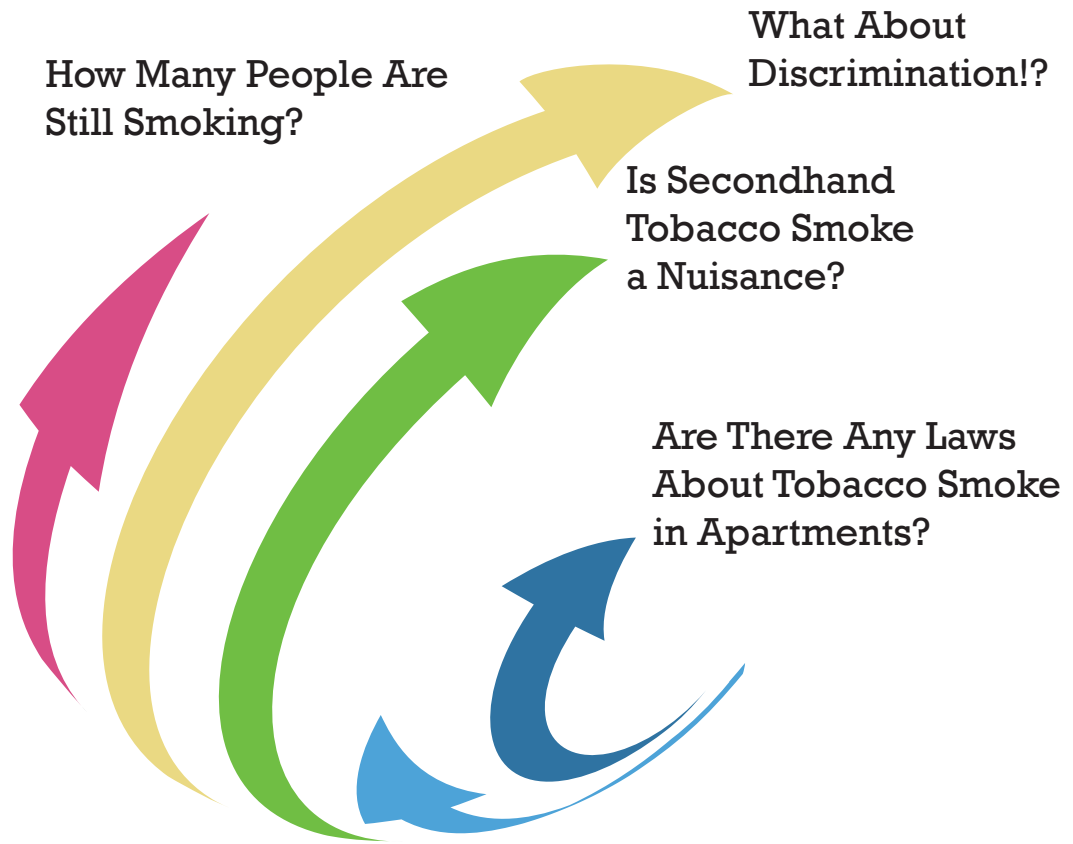 How Many People Are
Still Smoking?
What About
Discrimination!?
Is Secondhand
Tobacco Smoke
a Nuisance?
Are There Any Laws
About Tobacco Smoke
in Apartments?